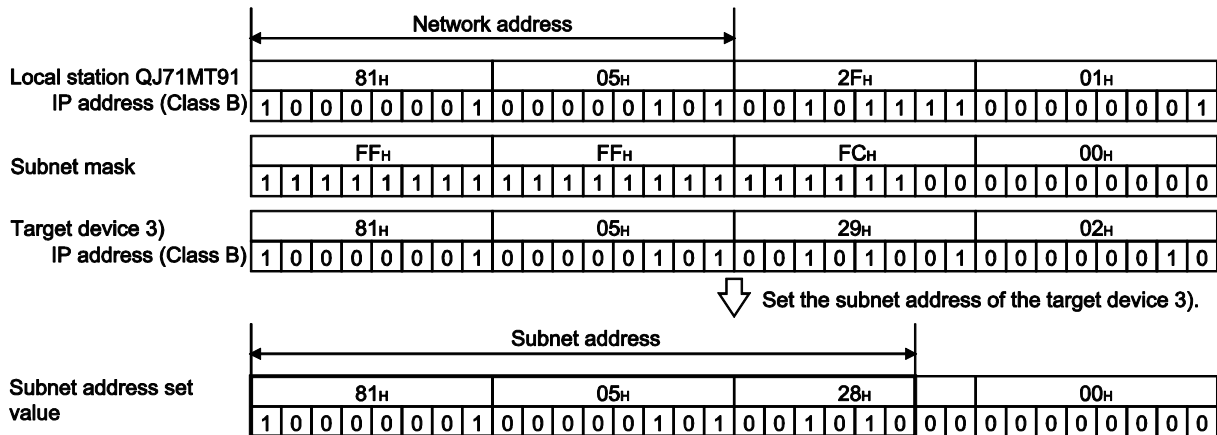 Network address
Local station QJ71MT91
IP address (Class B)
81H 05H 2FH 01H
1 0 0 0 0 0 0 1 0 0 0 0 0 1 0 1 0 0 1 0 1 1 1 1 0 0 0 0 0 0 0 1
Subnet mask
FFH FFH FCH 00H
1 1 1 1 1 1 1 1 1 1 1 1 1 1 1 1 1 1 1 1 1 1 0 0 0 0 0 0 0 0 0 0
Target device 3)
IP address (Class B)
81H 05H 29H 02H
1 0 0 0 0 0 0 1 0 0 0 0 0 1 0 1 0 0 1 0 1 0 0 1 0 0 0 0 0 0 1 0
Set the subnet address of the target device 3).
Subnet address
Subnet address set
value
81H 05H 28H 00H
1 0 0 0 0 0 0 1 0 0 0 0 0 1 0 1 0 0 1 0 1 0 0 0 0 0 0 0 0 0 0 0